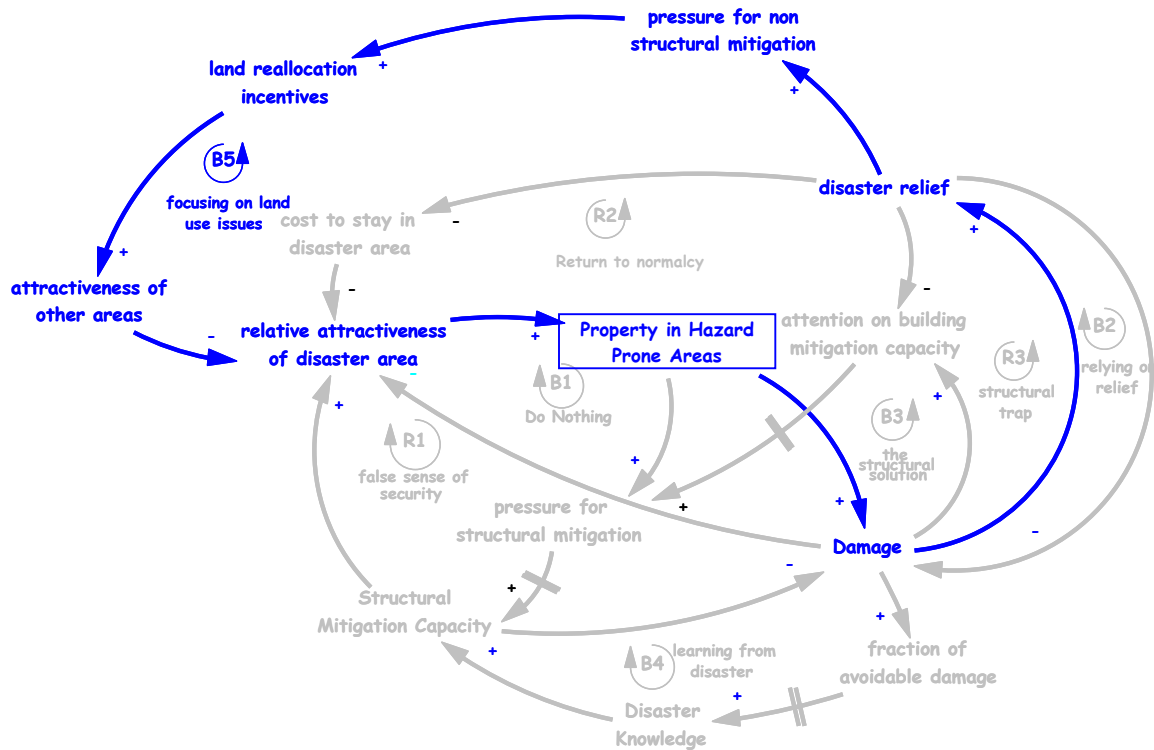 pressure for non
structural mitigation
+
land reallocation
incentives
+
B5
focusing on land
use issues
disaster relief
cost to stay in
disaster area
-
R2
Return to normalcy
+
+
attractiveness of
other areas
-
-
-
relative attractiveness
of disaster area
+
Property in Hazard
Prone Areas
attention on building
mitigation capacity
B2
relying on
relief
R3
structural
trap
-
B1
Do Nothing
+
+
B3
the
structural
solution
R1
false sense of
security
+
pressure for
structural mitigation
+
+
-
Damage
-
+
Structural
Mitigation Capacity
+
+
fraction of
avoidable damage
B4
learning from
disaster
+
Disaster
Knowledge